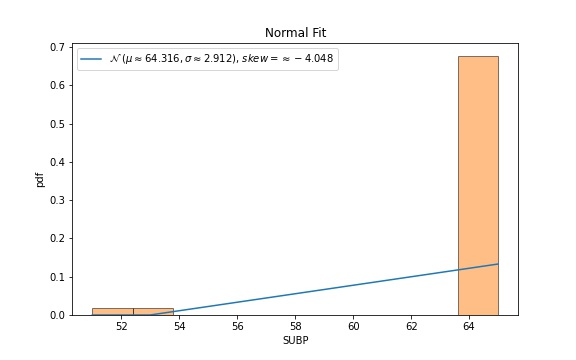 Normal Fit
𝒩(μ ≈ 64.316, σ ≈ 2.912), skew = ≈ − 4.048
0.7
0.6
0.5
0.4
0.3
0.2
0.1
0.0
pdf
52 54 56 58 60 62 64
SUBP